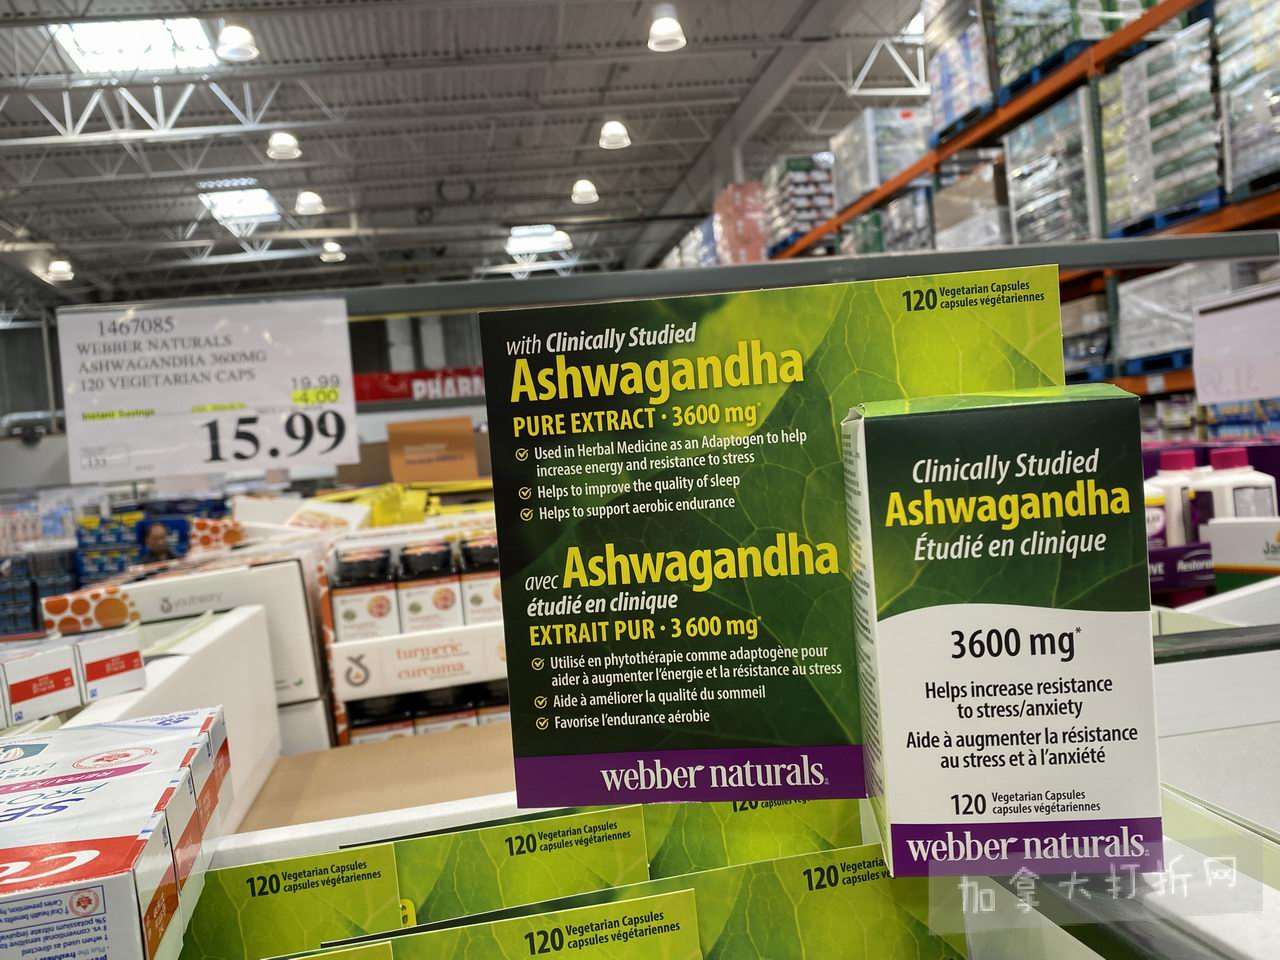 1467085
WEBBER NATURALS
ASHWAGANDHA 3600MG
120 VEGETARIAN CAPS
19.99
Instant Savings
-4.00
15.99
PHARM
120 Vegetarian Capsules
capsules végétariennes
with Clinically Studied
Ashwagandha
PURE EXTRACT · 3600 mg*
Used in Herbal Medicine as an Adaptogen to help
increase energy and resistance to stress
Helps to improve the quality of sleep
Helps to support aerobic endurance
avec Ashwagandha
étudié en clinique
EXTRAIT PUR · 3 600 mg*
Utilisé en phytothérapie comme adaptogène pour
aider à augmenter l'énergie et la résistance au stress
Aide à améliorer la qualité du sommeil
Favorise l'endurance aérobie
webber naturals
Clinically Studied
Ashwagandha
Étudié en clinique
3600 mg*
Helps increase resistance
to stress/anxiety
Aide à augmenter la résistance
au stress et à l'anxiété
120 Vegetarian Capsules
capsules végétariennes
webber naturals
turmeric
curcuma
120 Vegetarian Capsules
capsules végétariennes
120 Vegetarian Capsules
capsules végétariennes
120 Vegetarian
capsules végétariennes
120 Vegetarian Capsules
capsules végétariennes
加拿大打折网